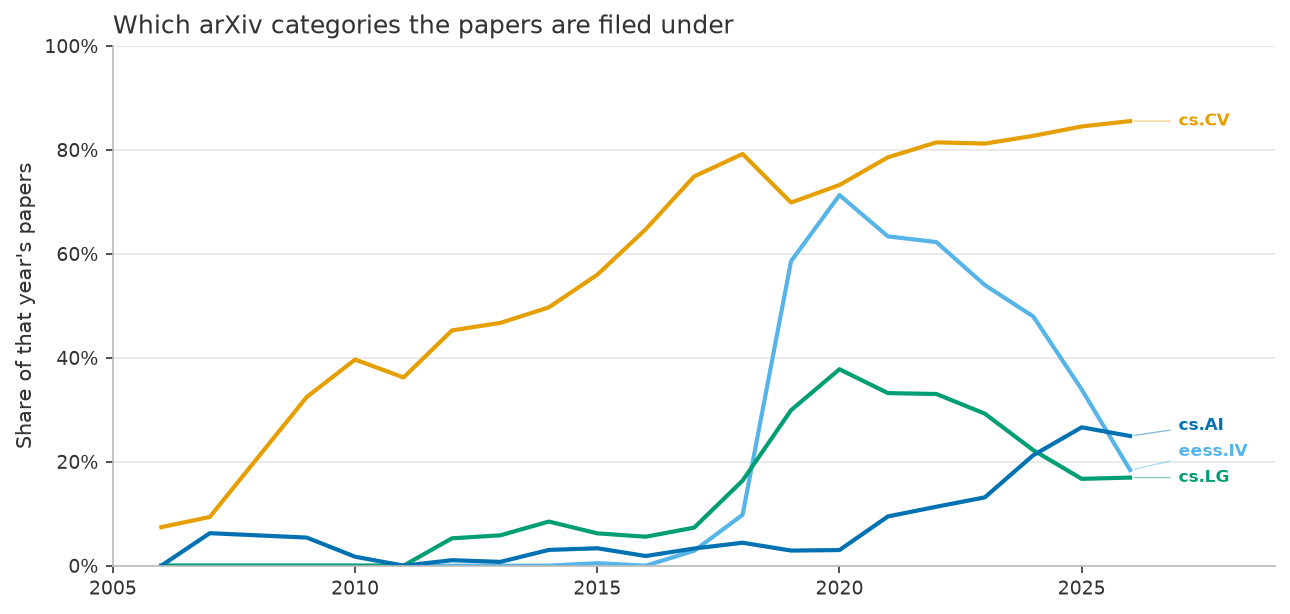 Which arXiv categories the papers are filed under
Share of that year's papers
100%
80%
60%
40%
20%
0%
2005
2010
2015
2020
2025
cs.CV
cs.AI
eess.IV
cs.LG